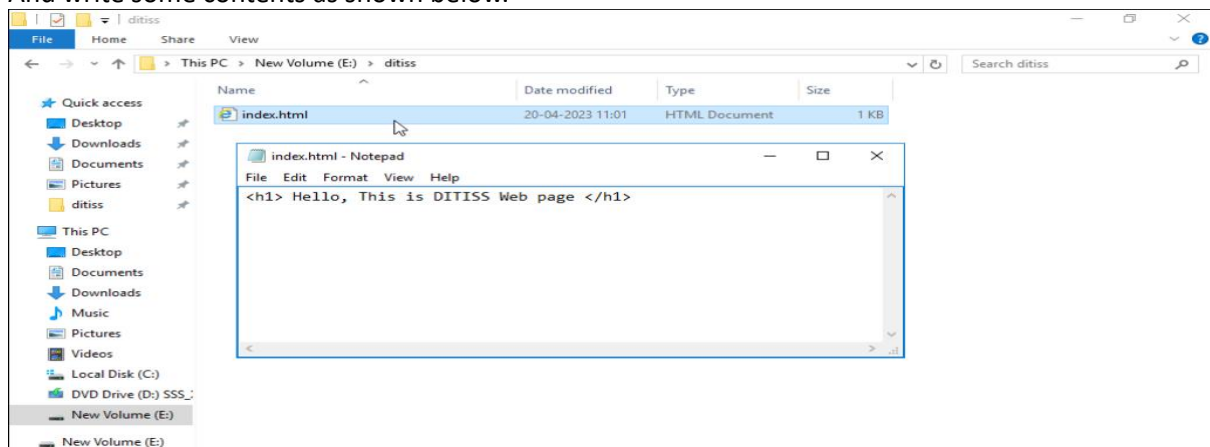 And write some contents as shown below.
ditiss
File Home Share View
This PC > New Volume (E:) > ditiss
Search ditiss
Name Date modified Type Size
index.html 20-04-2023 11:01 HTML Document 1 KB
Quick access
Desktop
Downloads
Documents
Pictures
ditiss
This PC
Desktop
Documents
Downloads
Music
Pictures
Videos
Local Disk (C:)
DVD Drive (D:) SSS_
New Volume (E:)
New Volume (E:)
index.html - Notepad
File Edit Format View Help
<h1> Hello, This is DITISS Web page </h1>